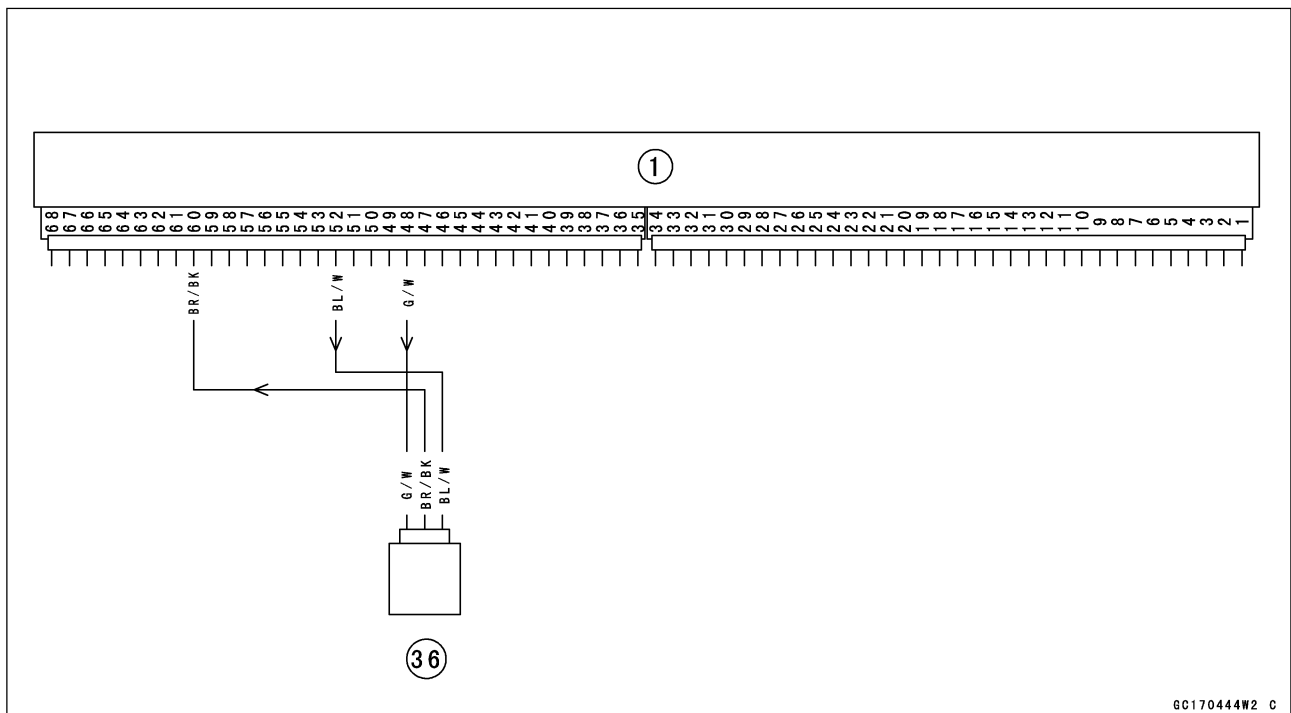 1
68 67 66 65 64 63 62 61 60 59 58 57 56 55 54 53 52 51 50 49 48 47 46 45 44 43 42 41 40 39 38 37 36 35 34 33 32 31 30 29 28 27 26 25 24 23 22 21 20 19 18 17 16 15 14 13 12 11 10 9 8 7 6 5 4 3 2 1
BR/BK BL/W G/W
G/W BR/BK BL/W
36
GC170444W2 C